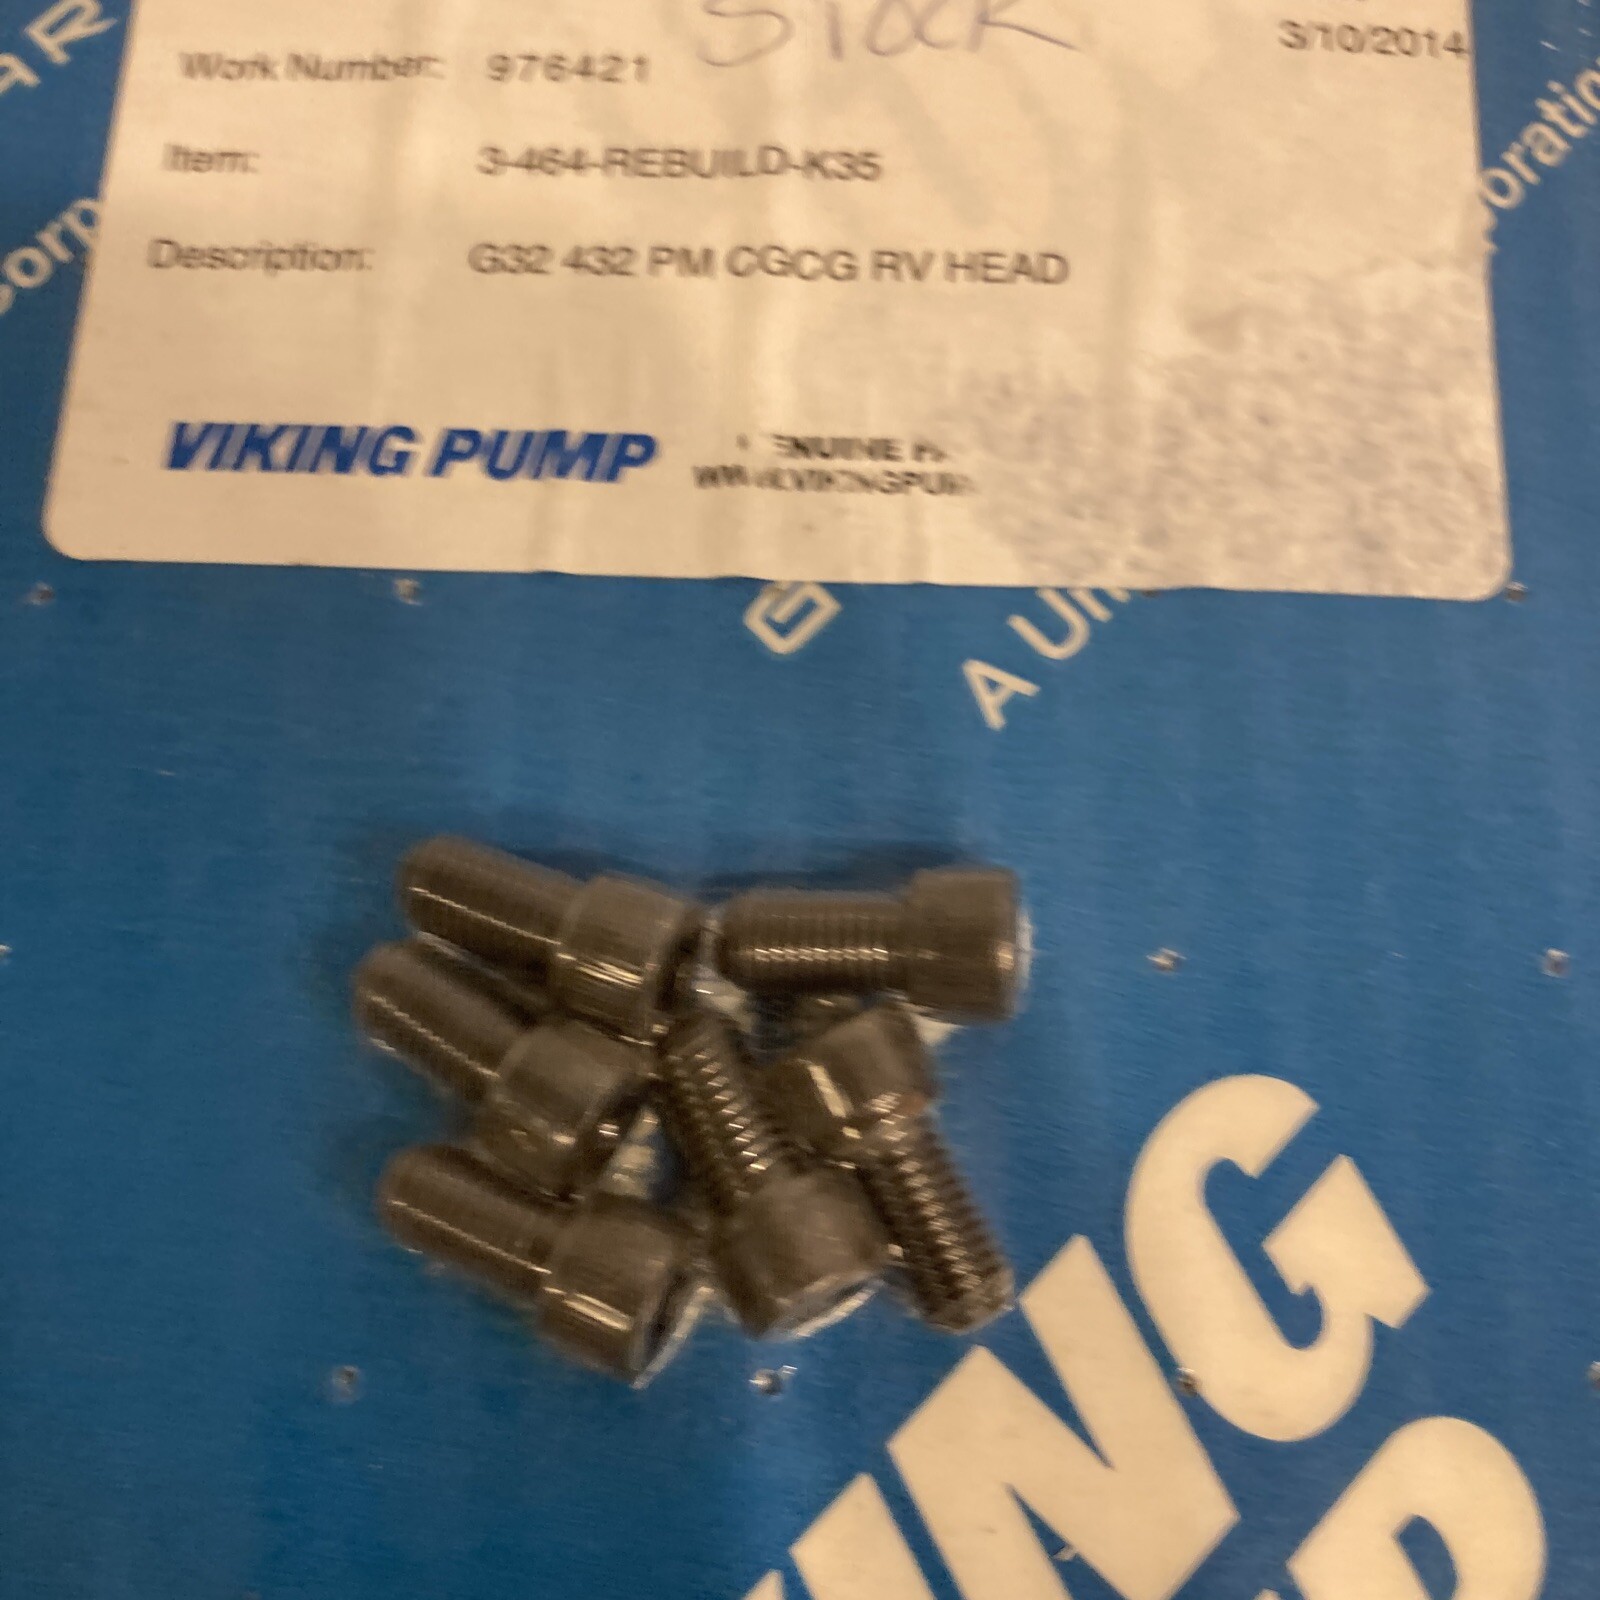 Stock
3/10/2014
Work Number: 976421
Item: 3-464-REBUILD-K35
Description: G32 432 PM CGCG RV HEAD
VIKING PUMP
A